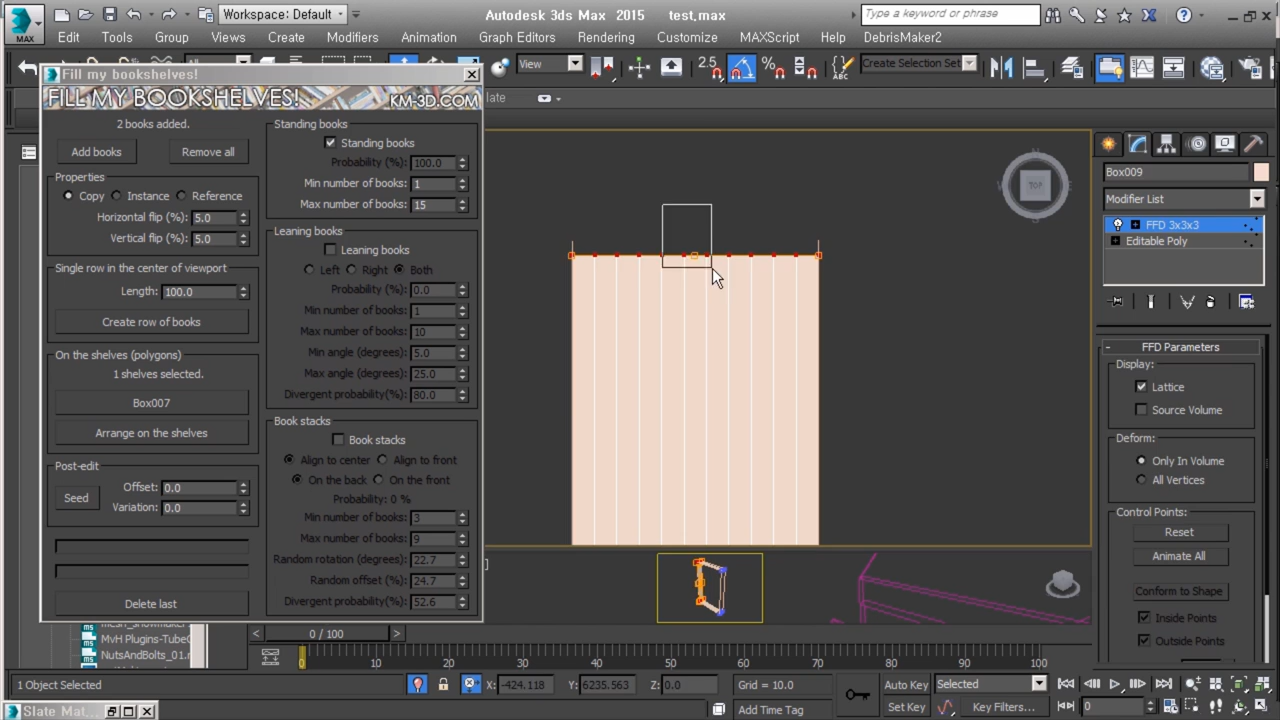 Workspace: Default
Autodesk 3ds Max 2015 test.max
Type a keyword or phrase
MAX
Edit Tools Group Views Create Modifiers Animation Graph Editors Rendering Customize MAXScript Help DebrisMaker2
View
2.5
Create Selection Set
Fill my bookshelves!
FILL MY BOOKSHELVES!
KM-3D.COM
2 books added.
Add books
Remove all
Properties
Copy
Instance
Reference
Horizontal flip (%): 5.0
Vertical flip (%): 5.0
Single row in the center of viewport
Length: 100.0
Create row of books
On the shelves (polygons)
1 shelves selected.
Box007
Arrange on the shelves
Post-edit
Seed
Offset: 0.0
Variation: 0.0
Delete last
Standing books
Standing books
Probability (%): 100.0
Min number of books: 1
Max number of books: 15
Leaning books
Leaning books
Left
Right
Both
Probability (%): 0.0
Min number of books: 1
Max number of books: 10
Min angle (degrees): 5.0
Max angle (degrees): 25.0
Divergent probability(%): 80.0
Book stacks
Book stacks
Align to center
Align to front
On the back
On the front
Probability: 0 %
Min number of books: 3
Max number of books: 9
Random rotation (degrees): 22.7
Random offset (%): 24.7
Divergent probability(%): 52.6
late
TOP
Box009
Modifier List
FFD 3x3x3
Editable Poly
FFD Parameters
Display:
Lattice
Source Volume
Deform:
Only In Volume
All Vertices
Control Points:
Reset
Animate All
Conform to Shape
Inside Points
Outside Points
MvH Plugins-TubeC
NutsAndBolts_01.m
< 0 / 100 >
0 10 20 30 40 50 60 70 80 90 100
1 Object Selected
X: -424.118
Y: 6235.563
Z: 0.0
Grid = 10.0
Auto Key
Selected
Add Time Tag
Set Key
Key Filters...
0
Slate Mat...